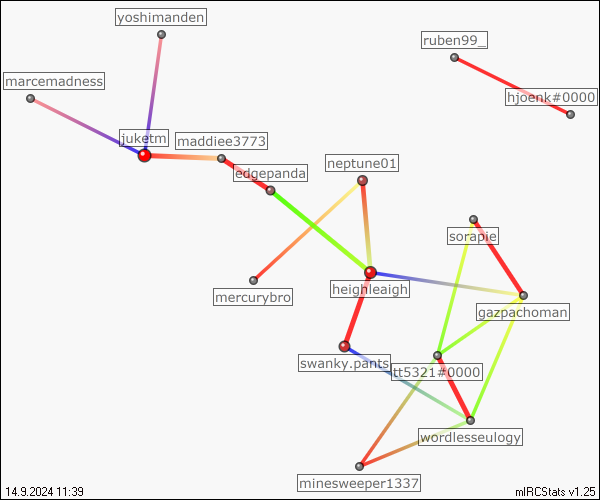 yoshimanden
ruben99_
marcemadness
hjoenk#0000
juketm
maddiee3773
neptune01
edgepanda
sorapie
heighleaigh
mercurybro
gazpachoman
swanky.pants
tt5321#0000
wordlesseulogy
minesweeper1337
14.9.2024 11:39
mIRCStats v1.25